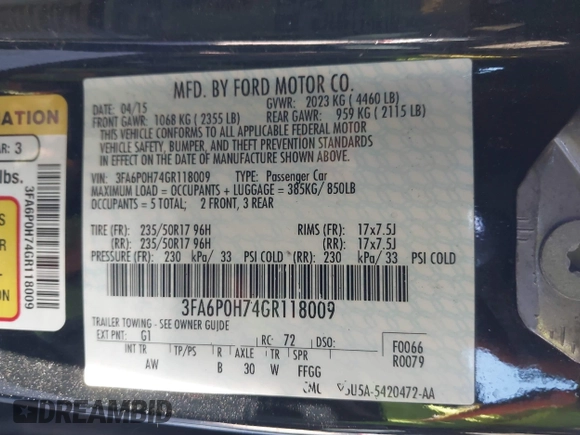 MFD. BY FORD MOTOR CO.
DATE: 04/15 GVWR: 2023 KG ( 4460 LB)
FRONT GAWR: 1068 KG ( 2355 LB) REAR GAWR: 959 KG ( 2115 LB)
THIS VEHICLE CONFORMS TO ALL APPLICABLE FEDERAL MOTOR
VEHICLE SAFETY, BUMPER, AND THEFT PREVENTION STANDARDS
IN EFFECT ON THE DATE OF MANUFACTURE SHOWN ABOVE.
VIN: 3FA6P0H74GR118009 TYPE: Passenger Car
MAXIMUM LOAD = OCCUPANTS + LUGGAGE = 385KG/ 850LB
OCCUPANTS = 5 TOTAL; 2 FRONT, 3 REAR
TIRE (FR): 235/50R17 96H RIMS (FR): 17x7.5J
(RR): 235/50R17 96H (RR): 17x7.5J
PRESSURE (FR): 230 kPa/ 33 PSI COLD (RR): 230 kPa/ 33 PSI COLD
3FA6P0H74GR118009
TRAILER TOWING - SEE OWNER GUIDE
EXT PNT: G1 RC: 72 DSO: F0066
R0079
INT TR TP/PS R AXLE TR SPR
AW B 30 W FFGG
5U5A-5420472-AA
ATION
AR: 3
lbs.
3FA6P0H74GR118009
S
ON
DREAMBID